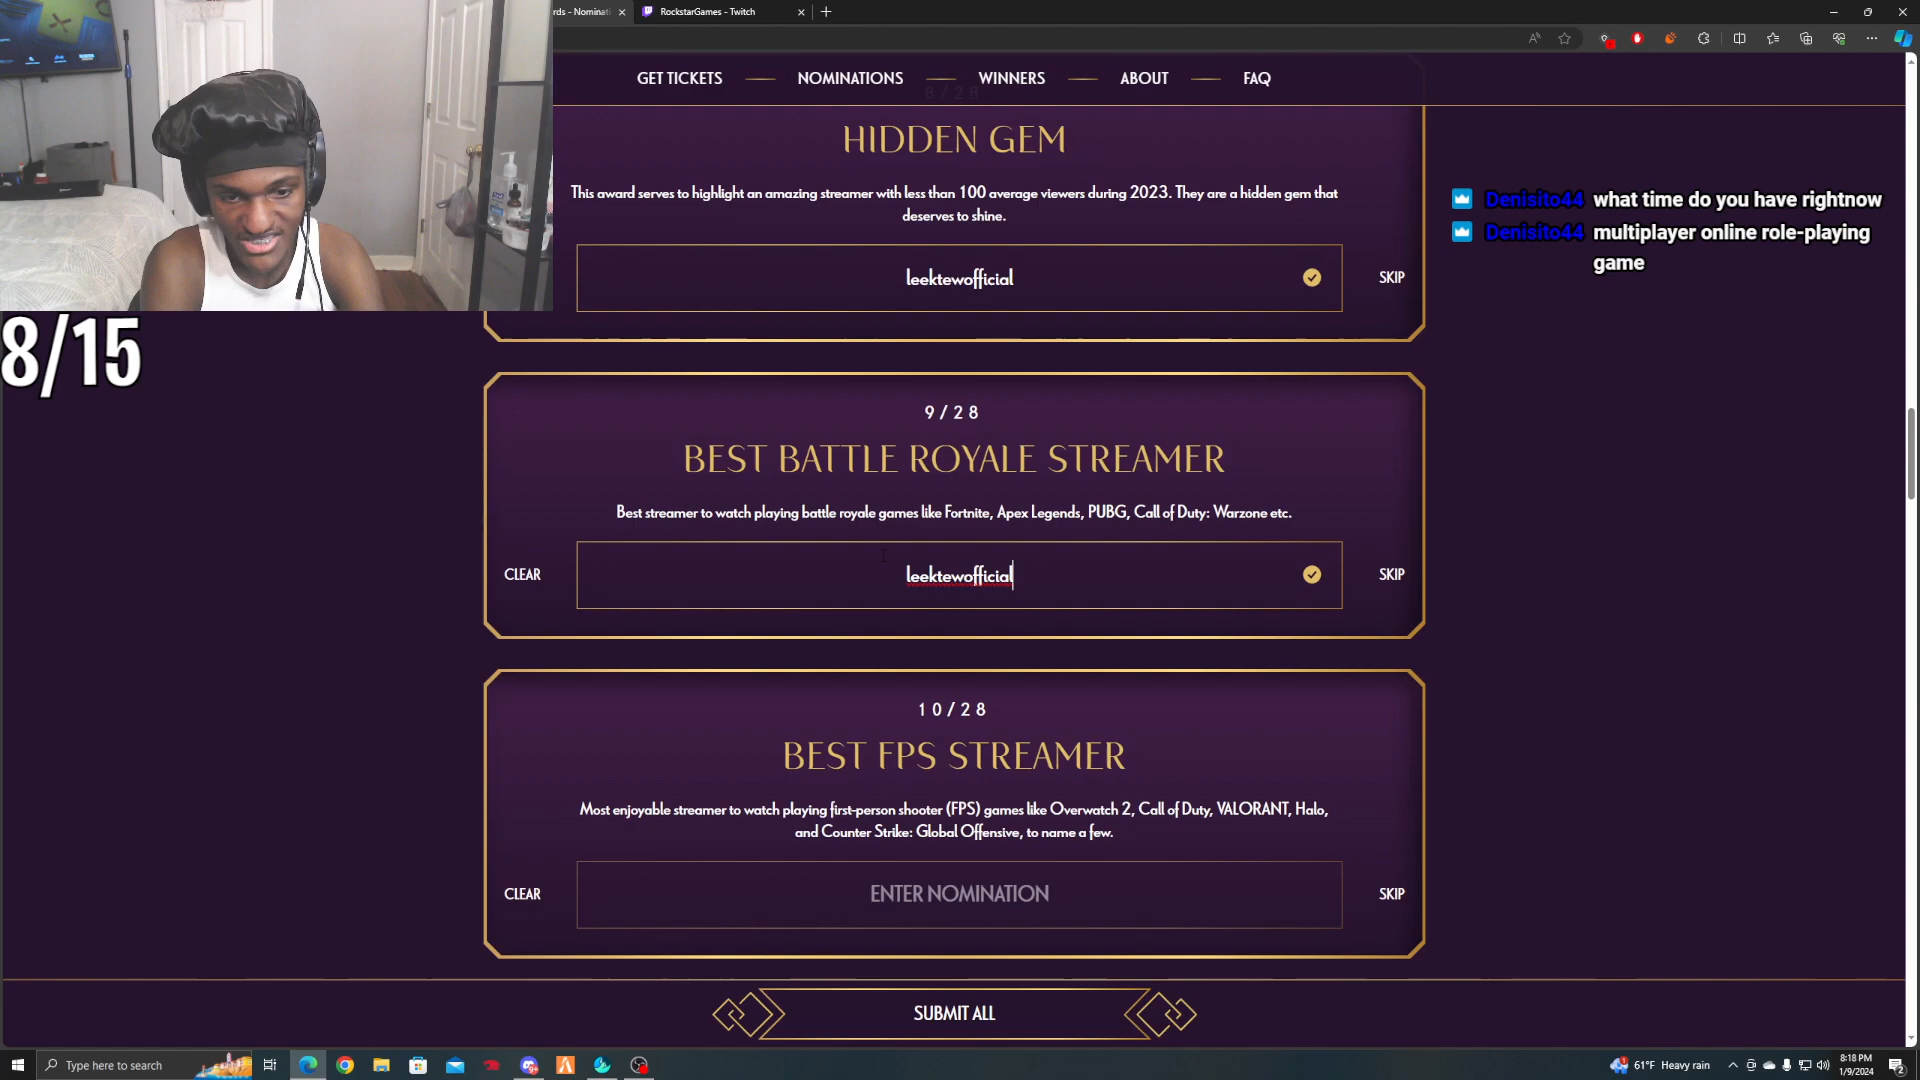 rds - Nominati
RockstarGames - Twitch
GET TICKETS
NOMINATIONS
WINNERS
ABOUT
FAQ
8/28
HIDDEN GEM
This award serves to highlight an amazing streamer with less than 100 average viewers during 2023. They are a hidden gem that
deserves to shine.
leektewofficial
SKIP
Denisito44 what time do you have rightnow
Denisito44 multiplayer online role-playing
game
8/15
9/28
BEST BATTLE ROYALE STREAMER
Best streamer to watch playing battle royale games like Fortnite, Apex Legends, PUBG, Call of Duty: Warzone etc.
CLEAR
leektewofficial
SKIP
10/28
BEST FPS STREAMER
Most enjoyable streamer to watch playing first-person shooter (FPS) games like Overwatch 2, Call of Duty, VALORANT, Halo,
and Counter Strike: Global Offensive, to name a few.
CLEAR
ENTER NOMINATION
SKIP
SUBMIT ALL
Type here to search
61°F Heavy rain
8:18 PM
1/9/2024